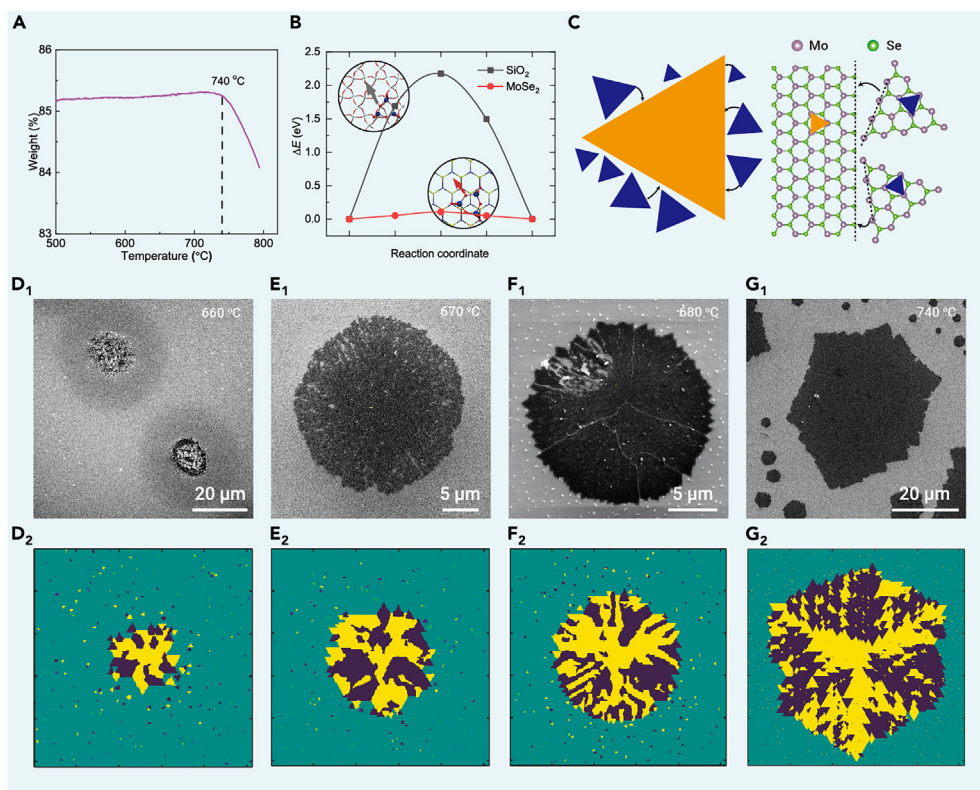 A
86
85
84
83
Weight (%)
740 °C
500
600
700
800
Temperature (°C)
B
2.5
2.0
1.5
1.0
0.5
0.0
ΔE (eV)
SiO₂
MoSe₂
Reaction coordinate
C
Mo
Se
D₁
660 °C
20 μm
E₁
670 °C
5 μm
F₁
680 °C
5 μm
G₁
740 °C
20 μm
D₂
E₂
F₂
G₂